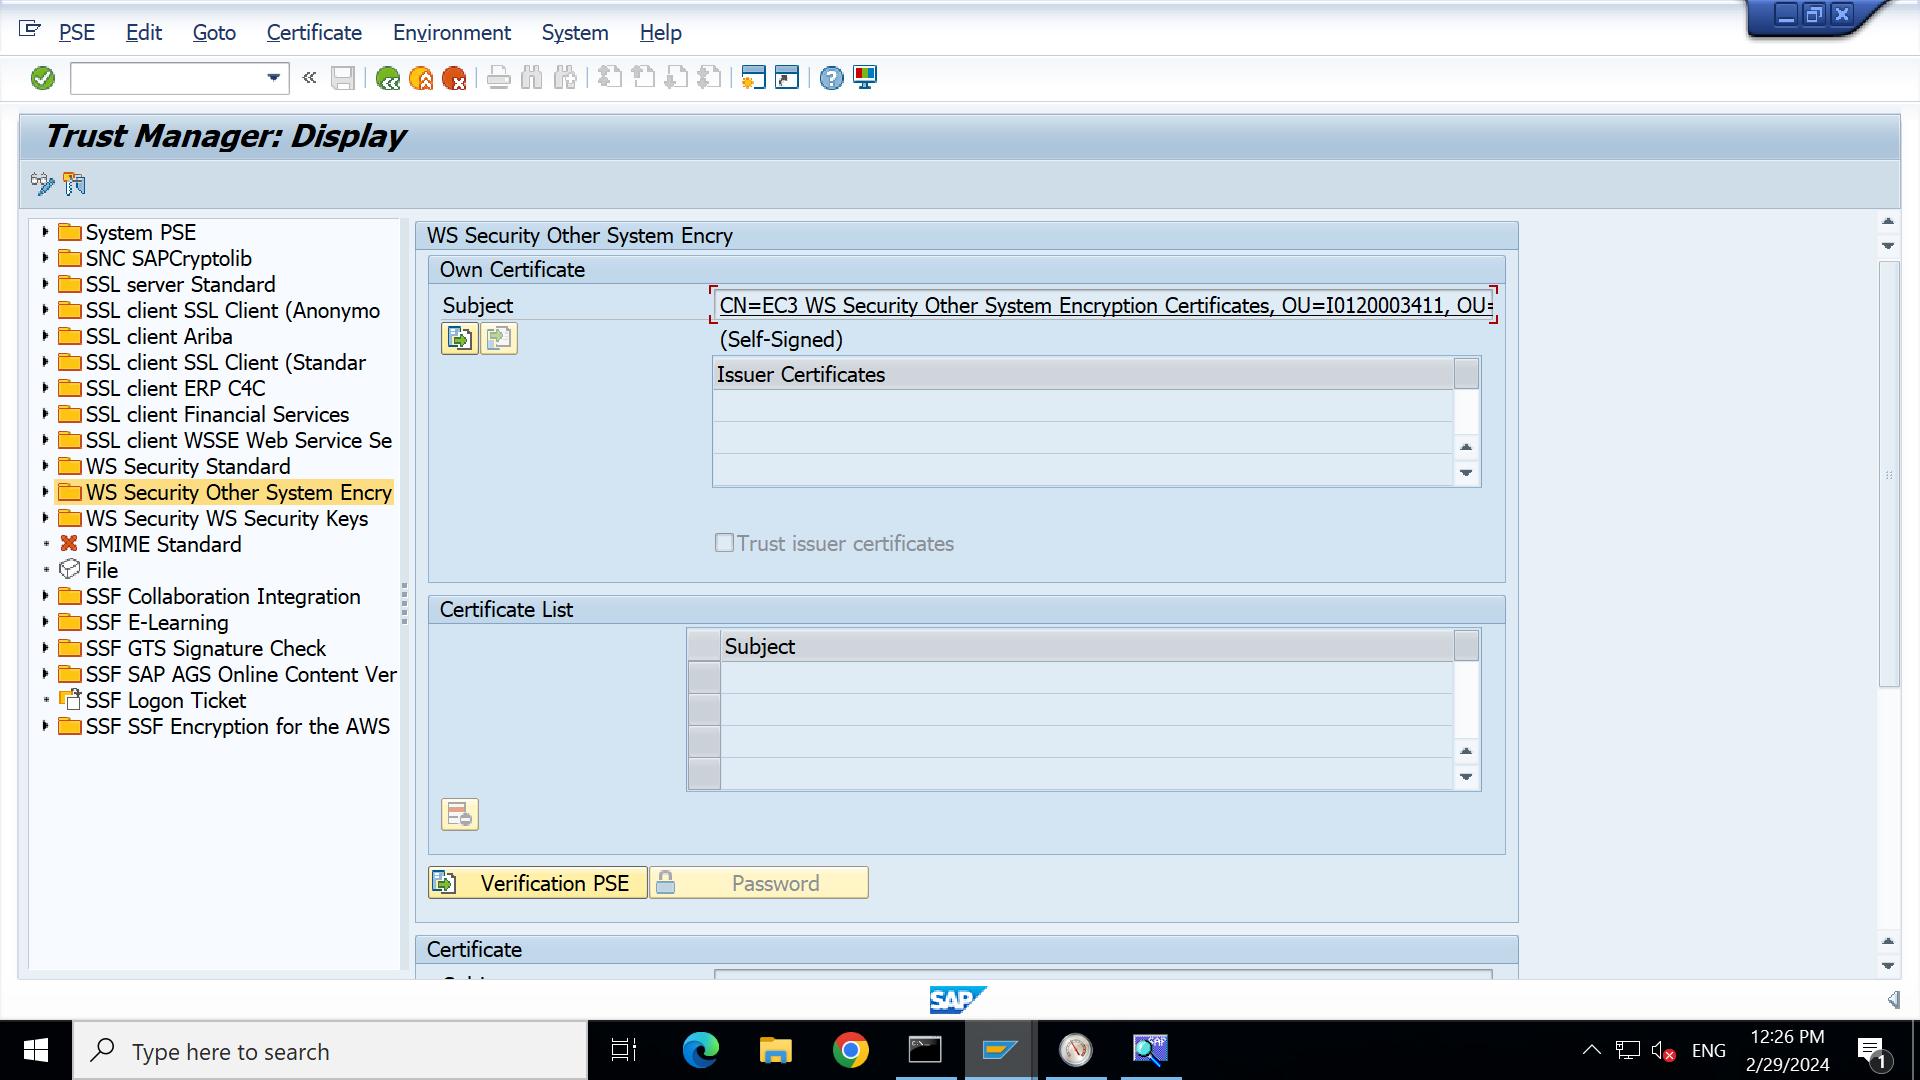 PSE Edit Goto Certificate Environment System Help
Trust Manager: Display
System PSE
SNC SAPCryptolib
SSL server Standard
SSL client SSL Client (Anonymo
SSL client Ariba
SSL client SSL Client (Standar
SSL client ERP C4C
SSL client Financial Services
SSL client WSSE Web Service Se
WS Security Standard
WS Security Other System Encry
WS Security WS Security Keys
SMIME Standard
File
SSF Collaboration Integration
SSF E-Learning
SSF GTS Signature Check
SSF SAP AGS Online Content Ver
SSF Logon Ticket
SSF SSF Encryption for the AWS
WS Security Other System Encry
Own Certificate
Subject CN=EC3 WS Security Other System Encryption Certificates, OU=I0120003411, OU=
(Self-Signed)
Issuer Certificates
Trust issuer certificates
Certificate List
Subject
Verification PSE Password
Certificate
SAP
Type here to search
ENG
12:26 PM
2/29/2024
1